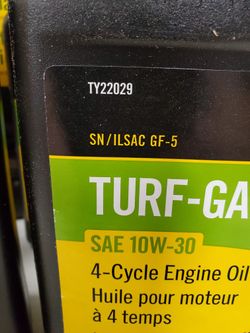 TY22029
SN/ILSAC GF-5
TURF-GA
SAE 10W-30
4-Cycle Engine Oil
Huile pour moteur
à 4 temps